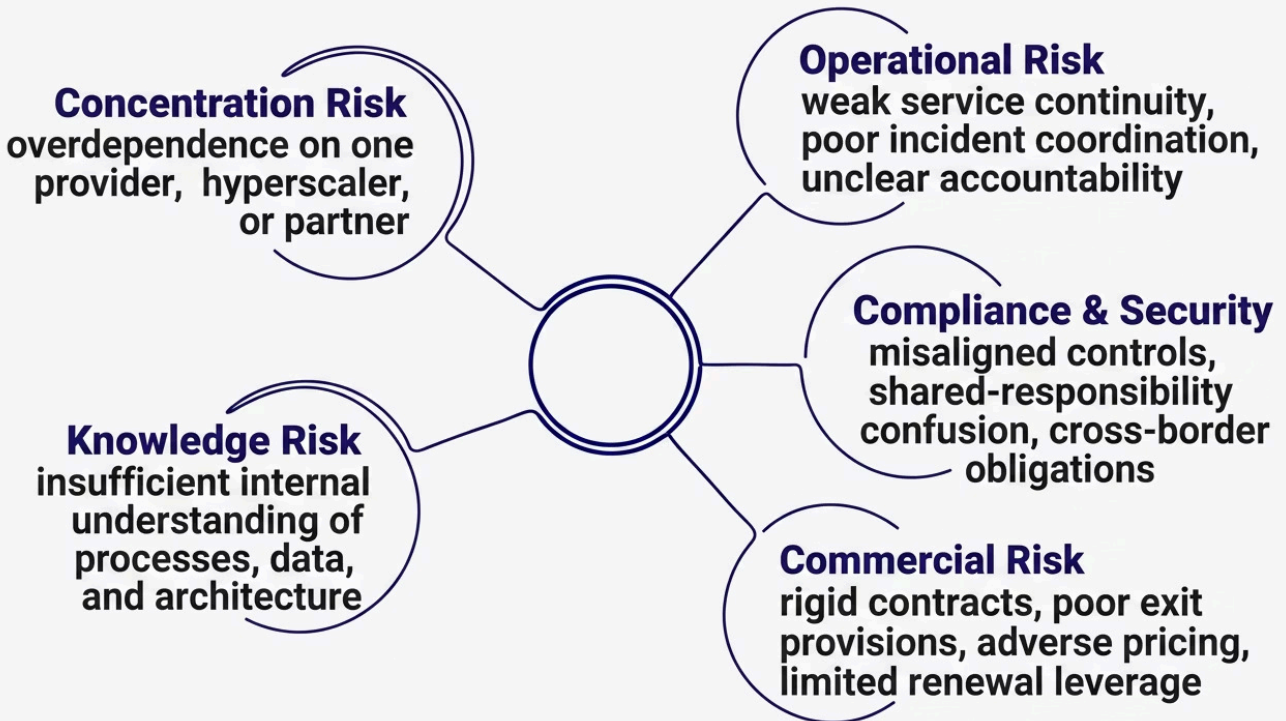 Concentration Risk
overdependence on one
provider, hyperscaler,
or partner
Operational Risk
weak service continuity,
poor incident coordination,
unclear accountability
Compliance & Security
misaligned controls,
shared-responsibility
confusion, cross-border
obligations
Knowledge Risk
insufficient internal
understanding of
processes, data,
and architecture
Commercial Risk
rigid contracts, poor exit
provisions, adverse pricing,
limited renewal leverage